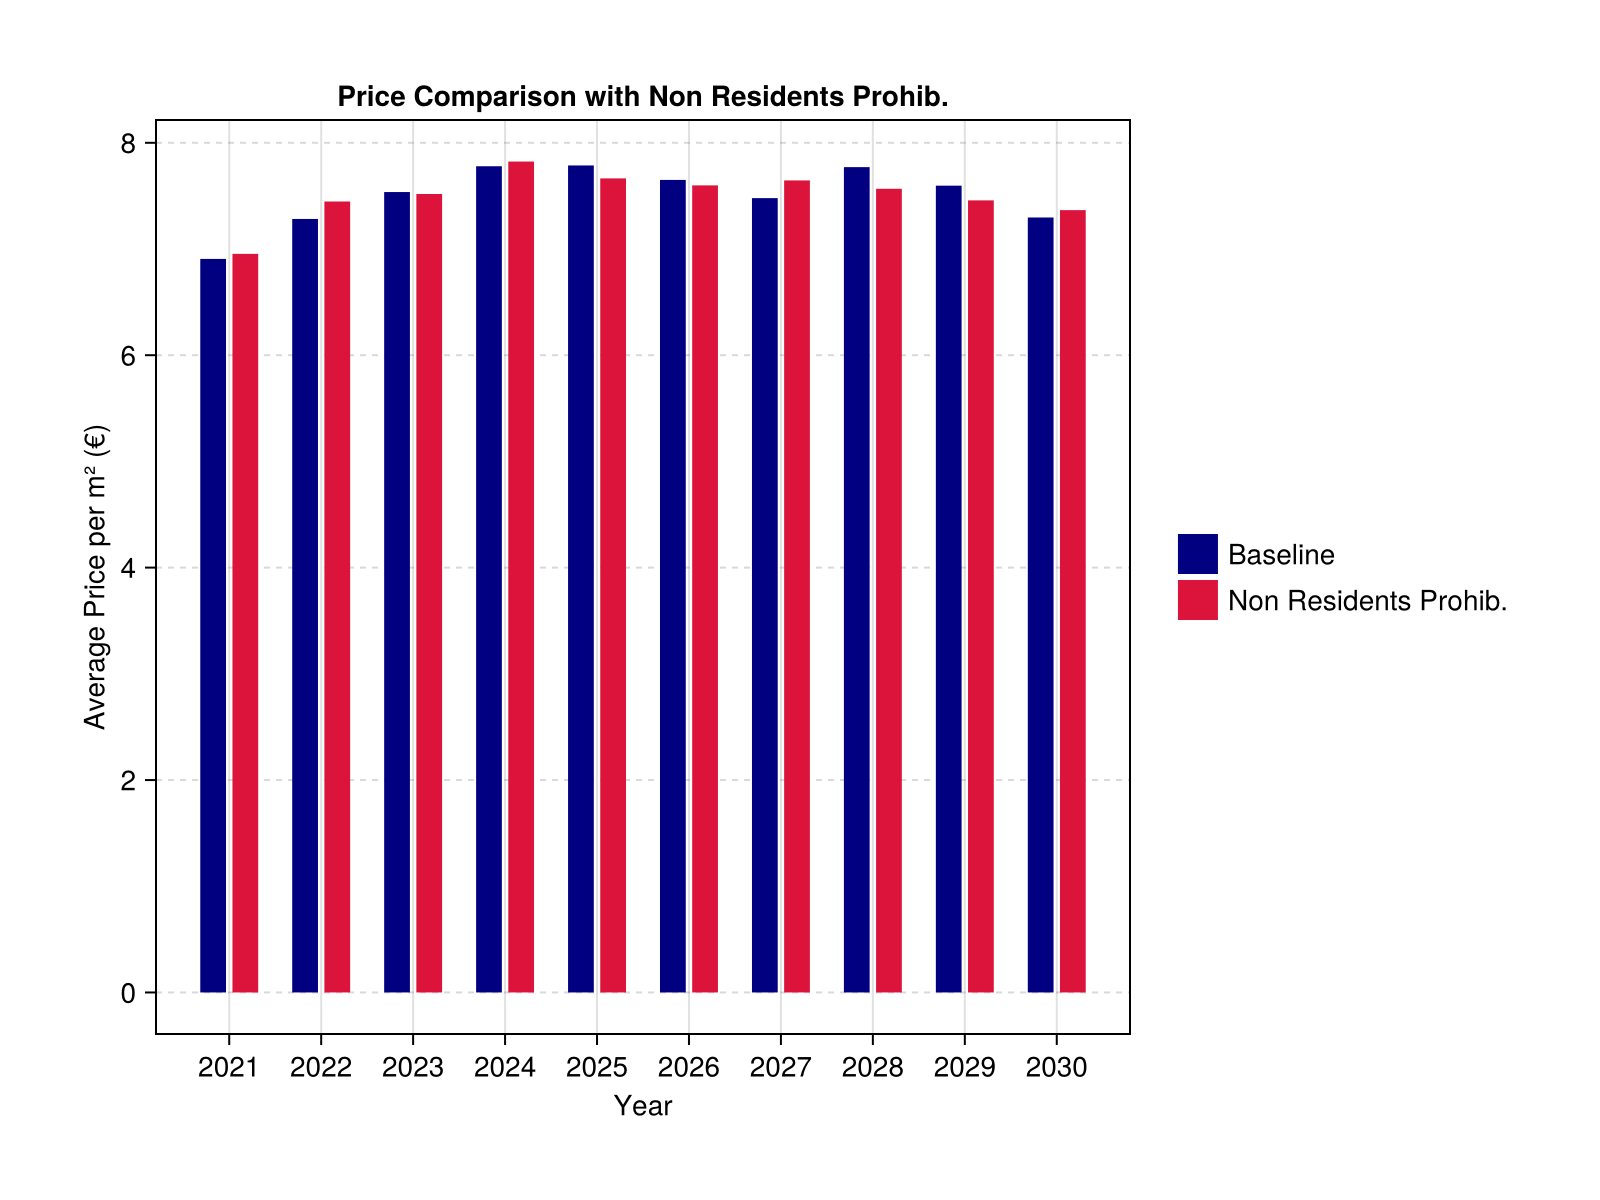 Price Comparison with Non Residents Prohib.
8
6
4
2
0
Average Price per m² (€)
2021 2022 2023 2024 2025 2026 2027 2028 2029 2030
Year
Baseline
Non Residents Prohib.